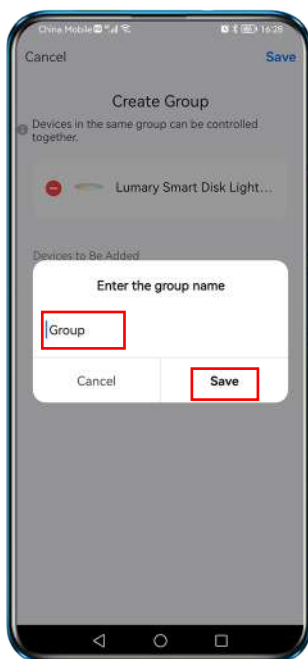 China Mobile HD 16:28
Cancel Save
Create Group
Devices in the same group can be controlled
together.
Lumary Smart Disk Light...
Devices to Be Added
Enter the group name
Group
Cancel Save